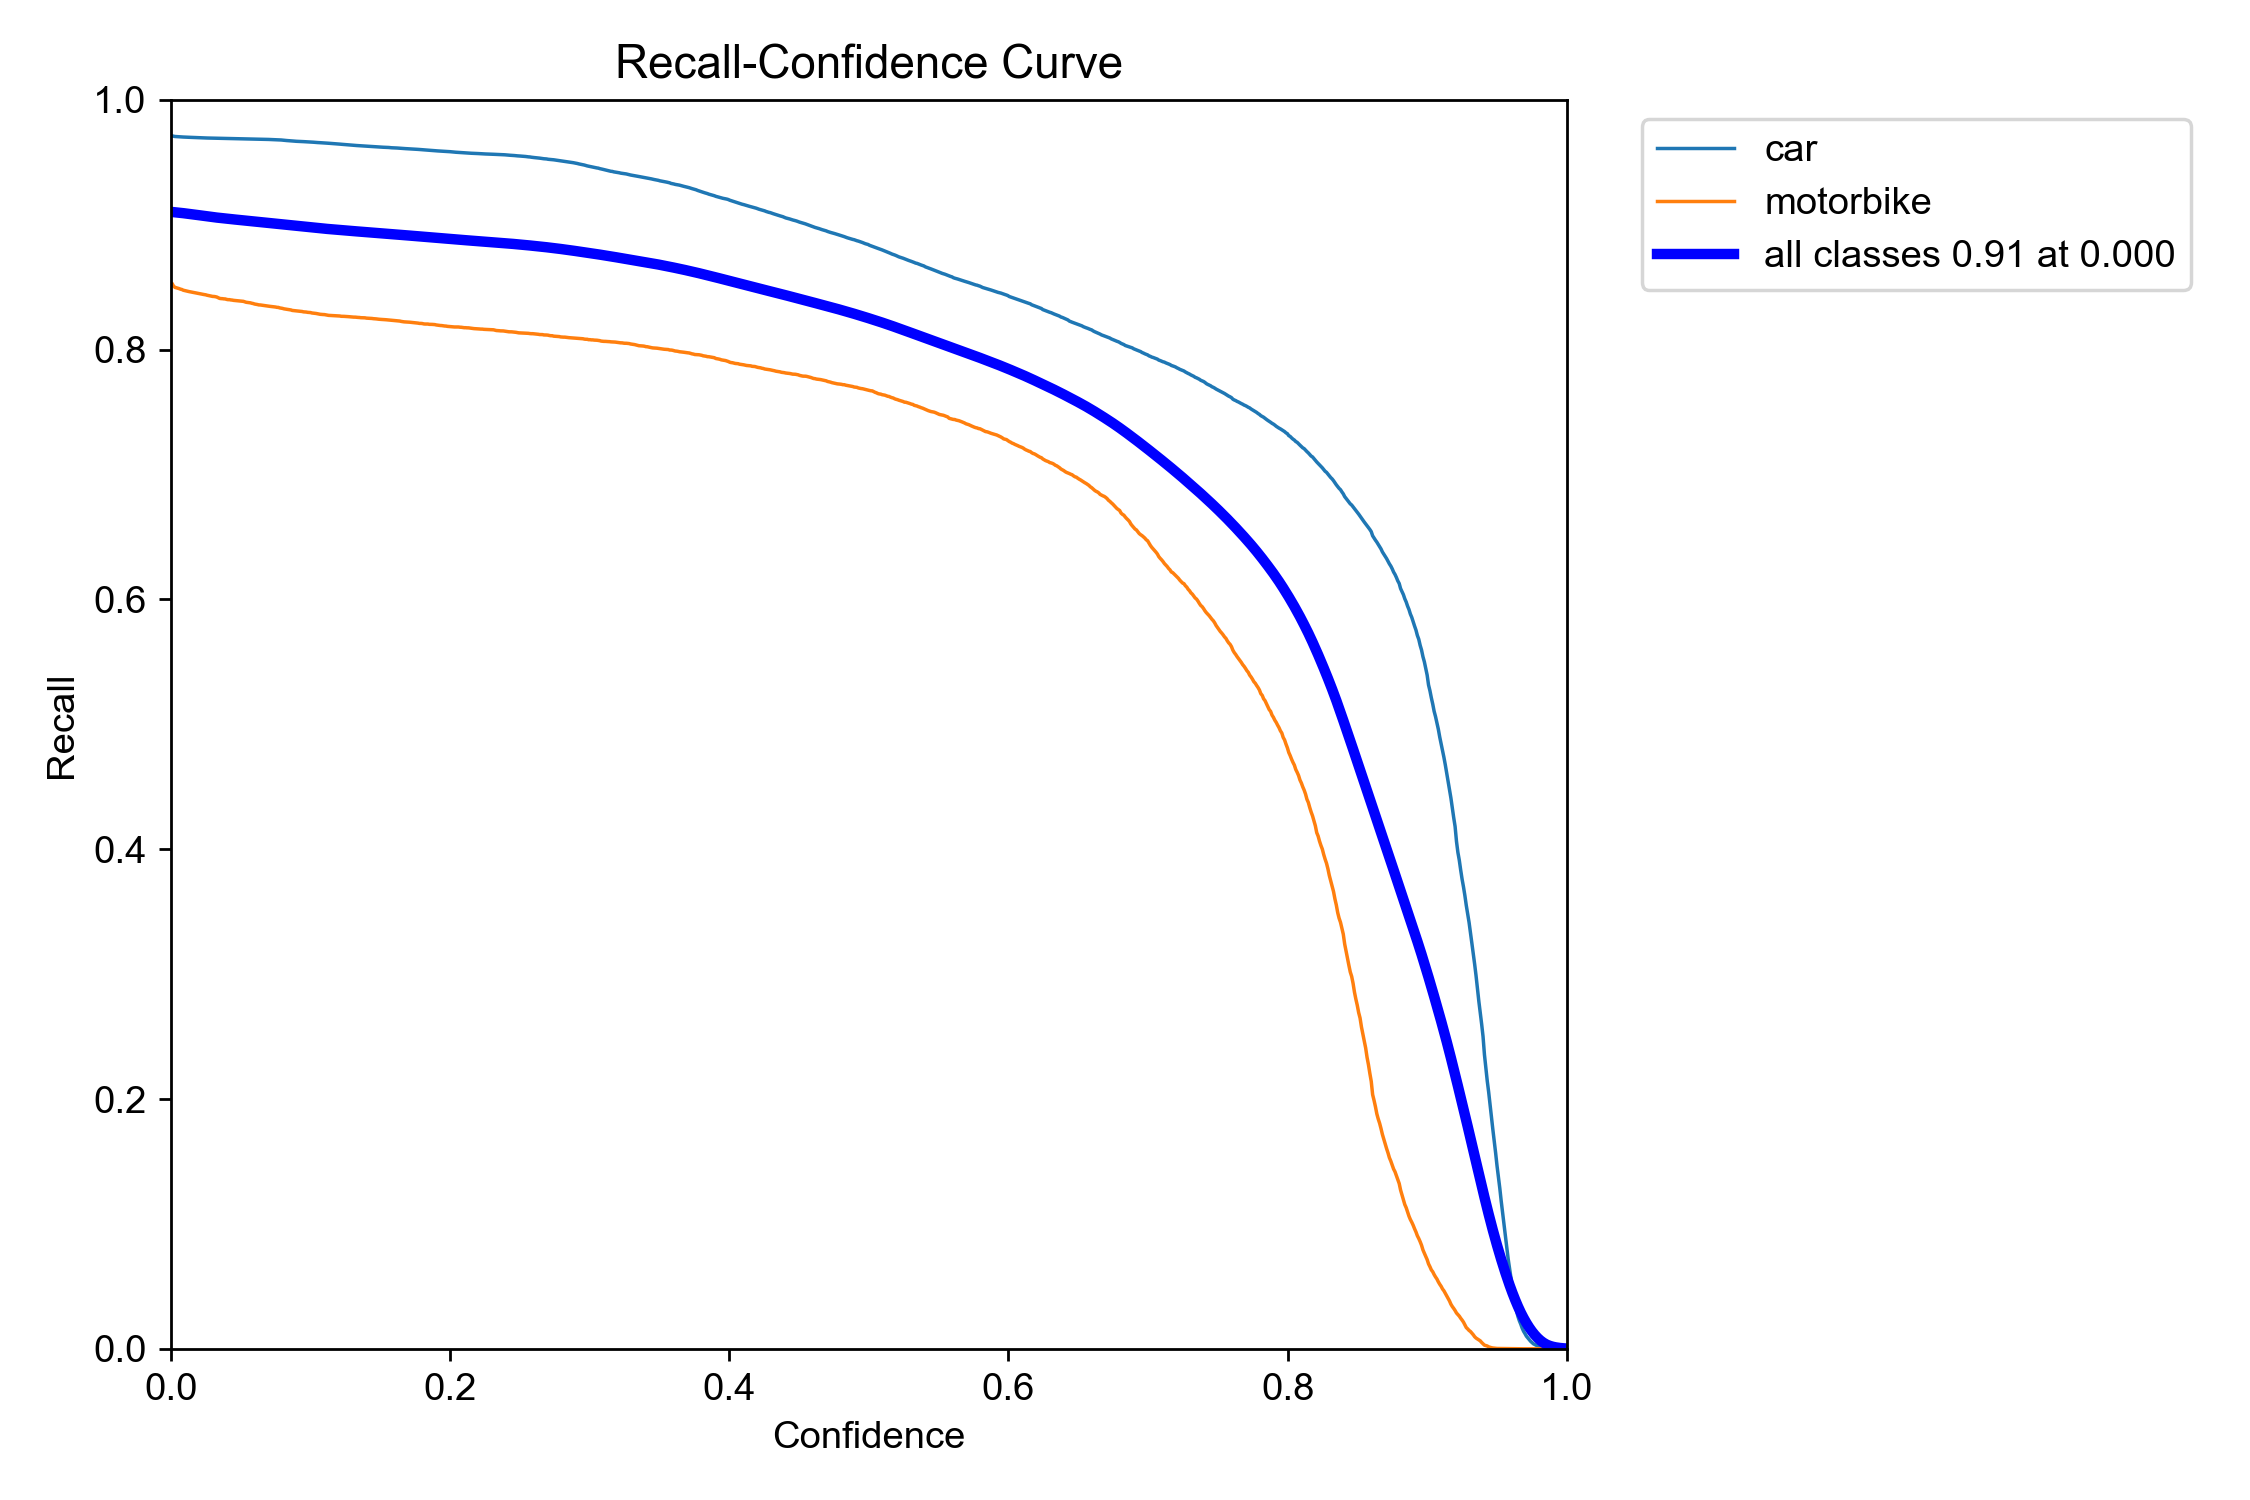 Recall-Confidence Curve
1.0
0.8
0.6
0.4
0.2
0.0
Recall
0.0 0.2 0.4 0.6 0.8 1.0
Confidence
car
motorbike
all classes 0.91 at 0.000